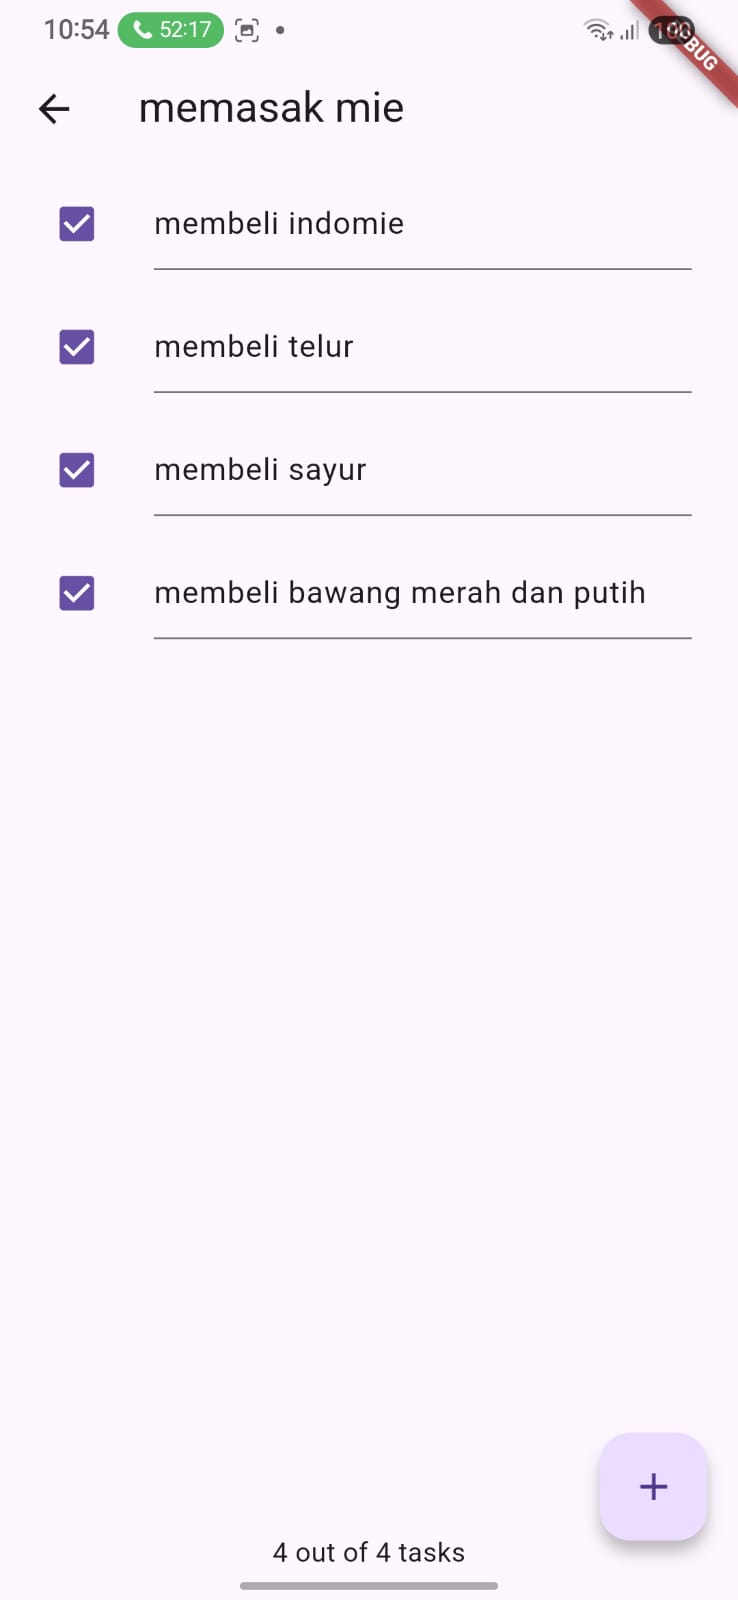 10:54 52:17 100
memasak mie
membeli indomie
membeli telur
membeli sayur
membeli bawang merah dan putih
4 out of 4 tasks